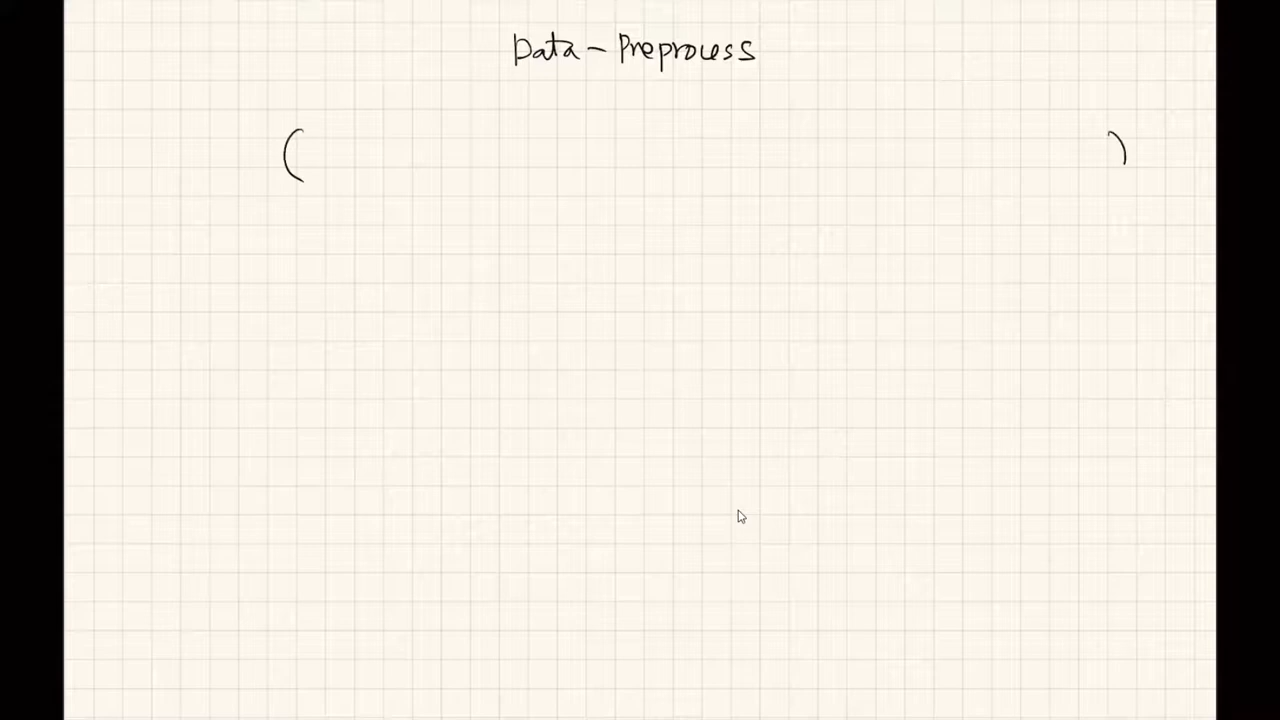 Data - Preprocess
( )